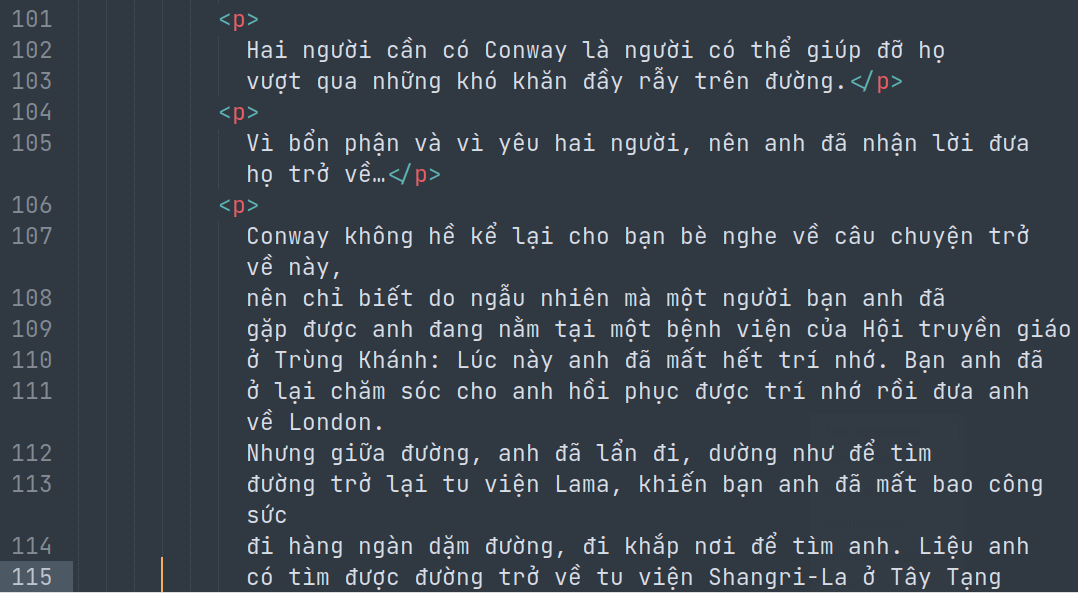 101 <p>
102 Hai người cần có Conway là người có thể giúp đỡ họ
103 vượt qua những khó khăn đầy rẫy trên đường.</p>
104 <p>
105 Vì bổn phận và vì yêu hai người, nên anh đã nhận lời đưa
họ trở về…</p>
106 <p>
107 Conway không hề kể lại cho bạn bè nghe về câu chuyện trở
về này,
108 nên chỉ biết do ngẫu nhiên mà một người bạn anh đã
109 gặp được anh đang nằm tại một bệnh viện của Hội truyền giáo
110 ở Trùng Khánh: Lúc này anh đã mất hết trí nhớ. Bạn anh đã
111 ở lại chăm sóc cho anh hồi phục được trí nhớ rồi đưa anh
về London.
112 Nhưng giữa đường, anh đã lẩn đi, dường như để tìm
113 đường trở lại tu viện Lama, khiến bạn anh đã mất bao công
sức
114 đi hàng ngàn dặm đường, đi khắp nơi để tìm anh. Liệu anh
115 có tìm được đường trở về tu viện Shangri-La ở Tây Tạng